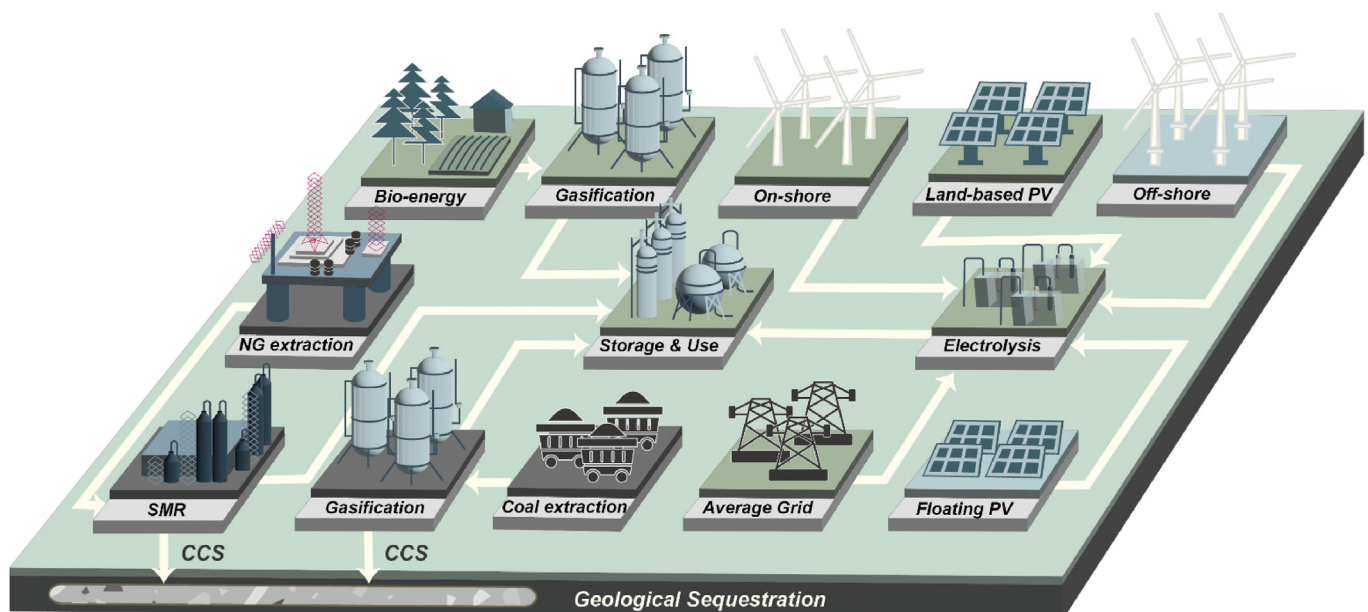 Bio-energy
Gasification
On-shore
Land-based PV
Off-shore
NG extraction
Storage & Use
Electrolysis
SMR
Gasification
Coal extraction
Average Grid
Floating PV
CCS
CCS
Geological Sequestration